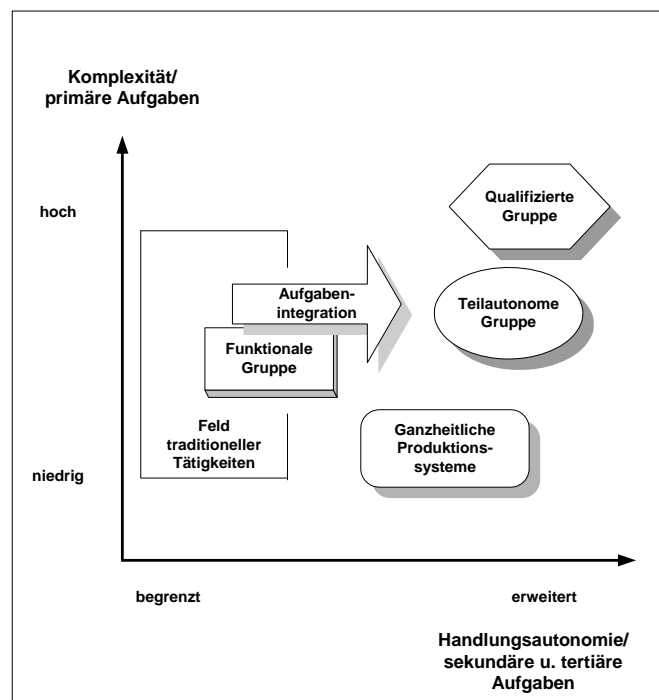 Komplexität/
primäre Aufgaben
hoch
Qualifizierte
Gruppe
Aufgaben-
integration
Teilautonome
Gruppe
Funktionale
Gruppe
Feld
traditioneller
Tätigkeiten
Ganzheitliche
Produktions-
systeme
niedrig
begrenzt
erweitert
Handlungsautonomie/
sekundäre u. tertiäre
Aufgaben